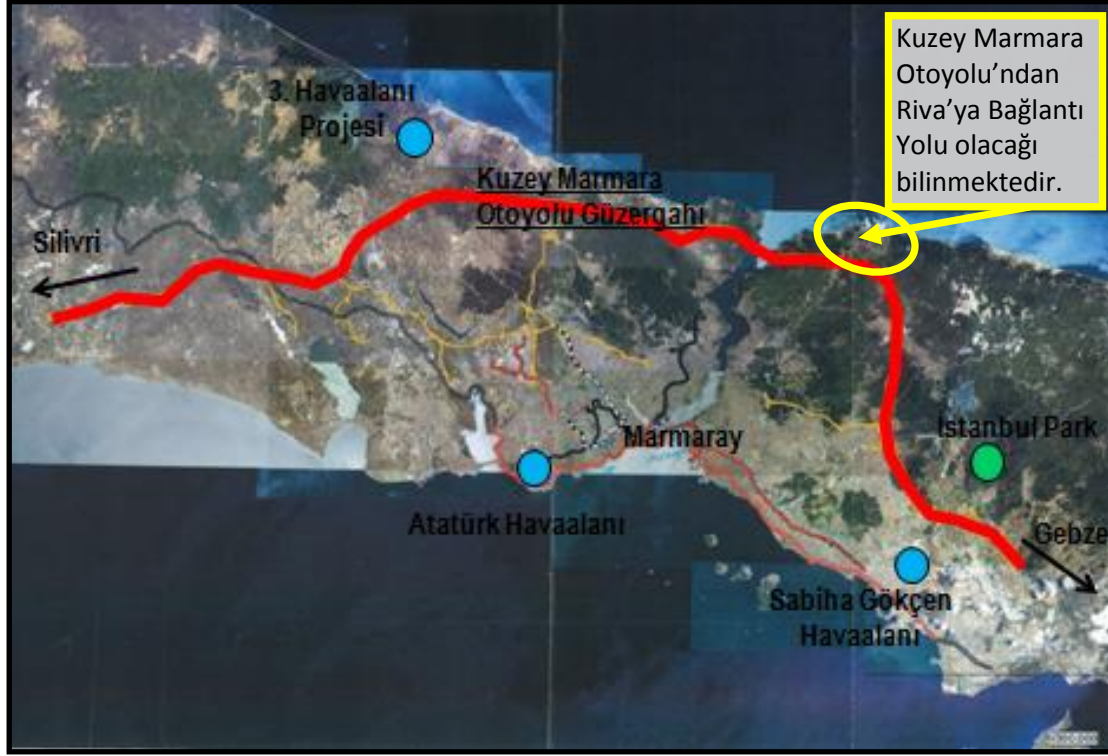 Kuzey Marmara
Otoyolu’ndan
Riva’ya Bağlantı
Yolu olacağı
bilinmektedir.
3. Havaalanı
Projesi
Kuzey Marmara
Otoyolu Güzergahı
Silivri
İstanbul Park
Marmaray
Atatürk Havaalanı
Gebze
Sabiha Gökçen
Havaalanı